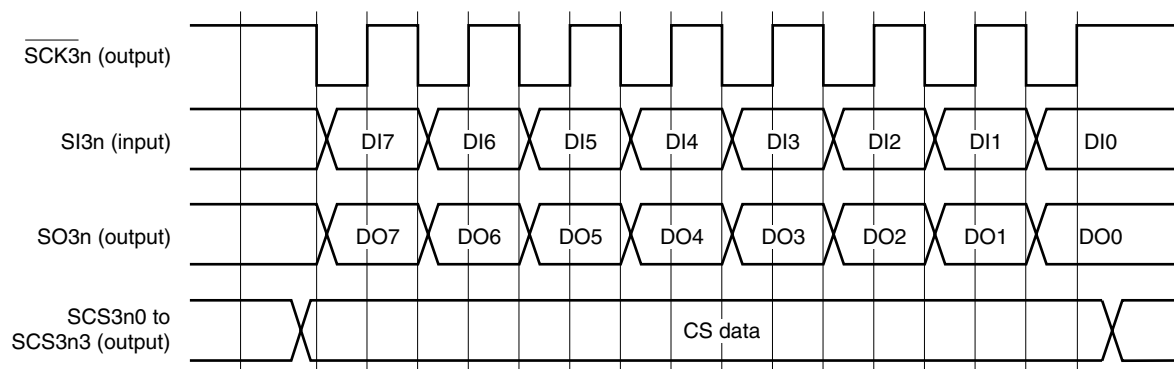 SCK3n (output)
SI3n (input)
DI7 DI6 DI5 DI4 DI3 DI2 DI1 DI0
SO3n (output)
DO7 DO6 DO5 DO4 DO3 DO2 DO1 DO0
SCS3n0 to
SCS3n3 (output)
CS data